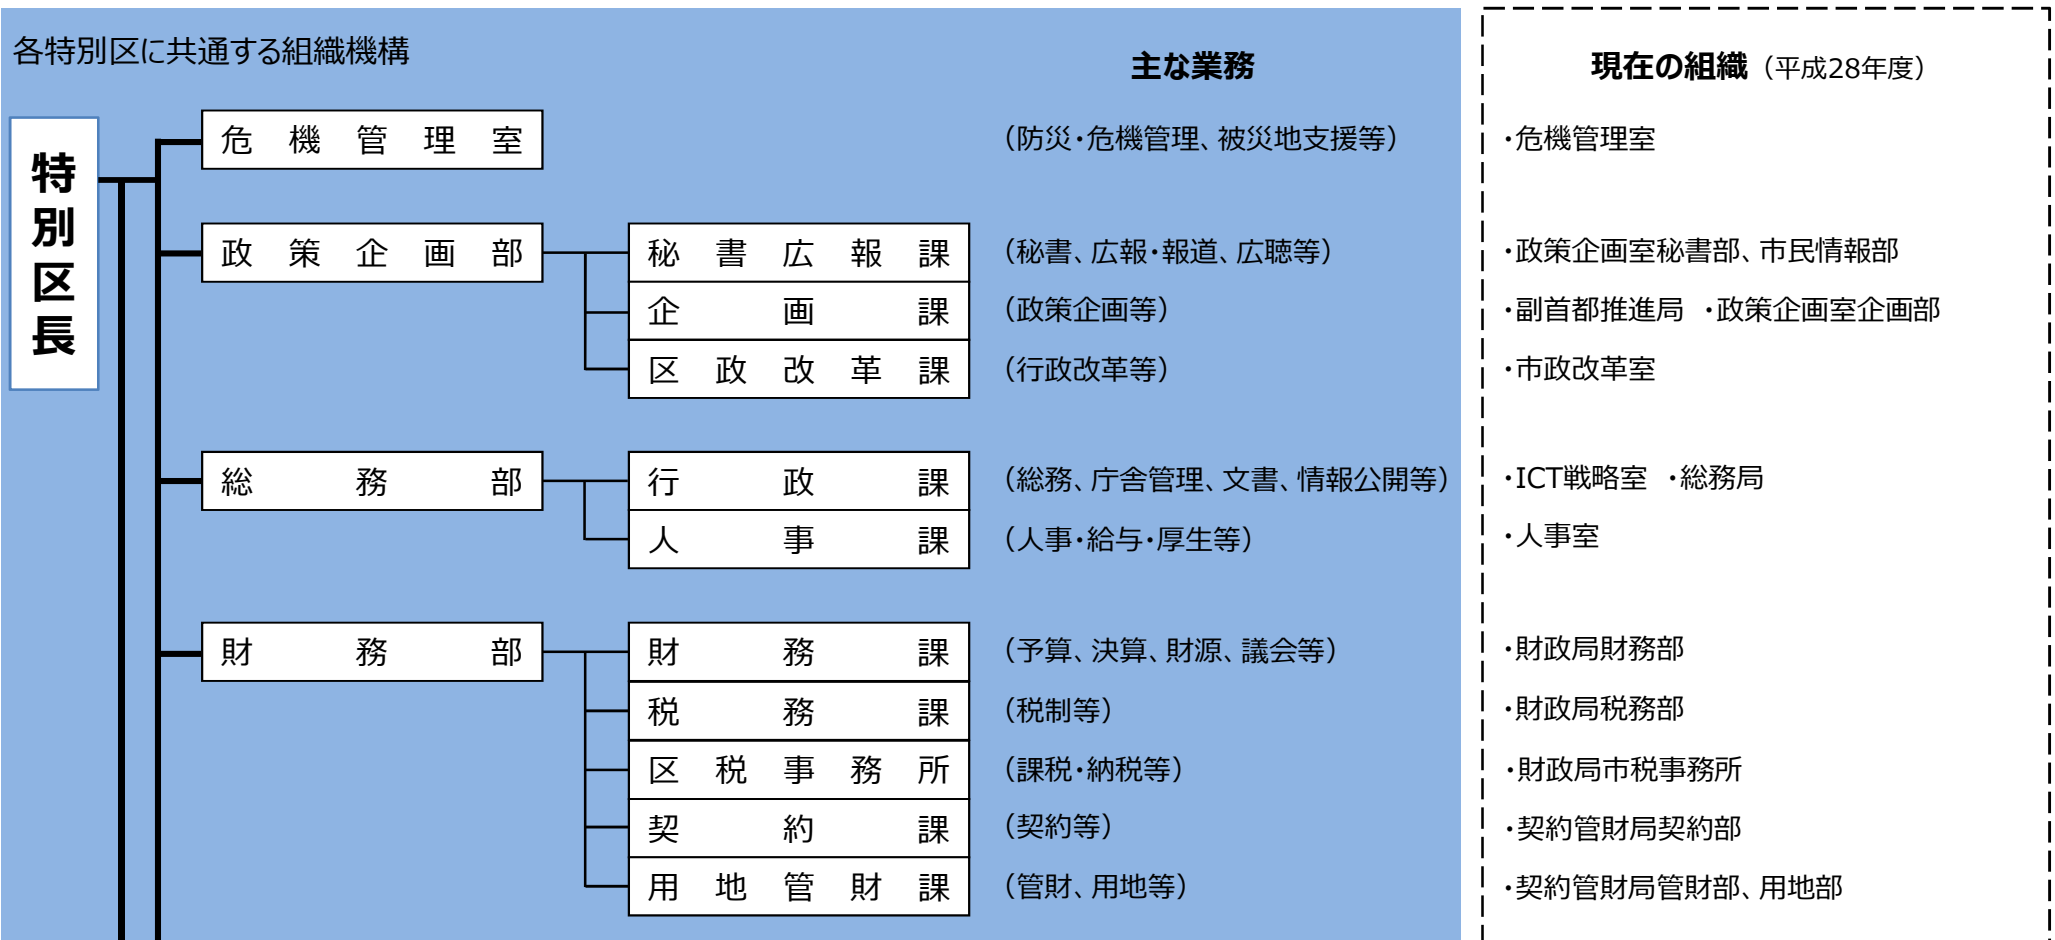 各特別区に共通する組織機構
主な業務
現在の組織（平成28年度）
特別区長
危機管理室
（防災・危機管理、被災地支援等）
・危機管理室
政策企画部
秘書広報課
（秘書、広報・報道、広聴等）
・政策企画室秘書部、市民情報部
企画課
（政策企画等）
・副首都推進局 ・政策企画室企画部
区政改革課
（行政改革等）
・市政改革室
総務部
行政課
（総務、庁舎管理、文書、情報公開等）
・ICT戦略室 ・総務局
人事課
（人事・給与・厚生等）
・人事室
財務部
財務課
（予算、決算、財源、議会等）
・財政局財務部
税務課
（税制等）
・財政局税務部
区税事務所
（課税・納税等）
・財政局市税事務所
契約課
（契約等）
・契約管財局契約部
用地管財課
（管財、用地等）
・契約管財局管財部、用地部